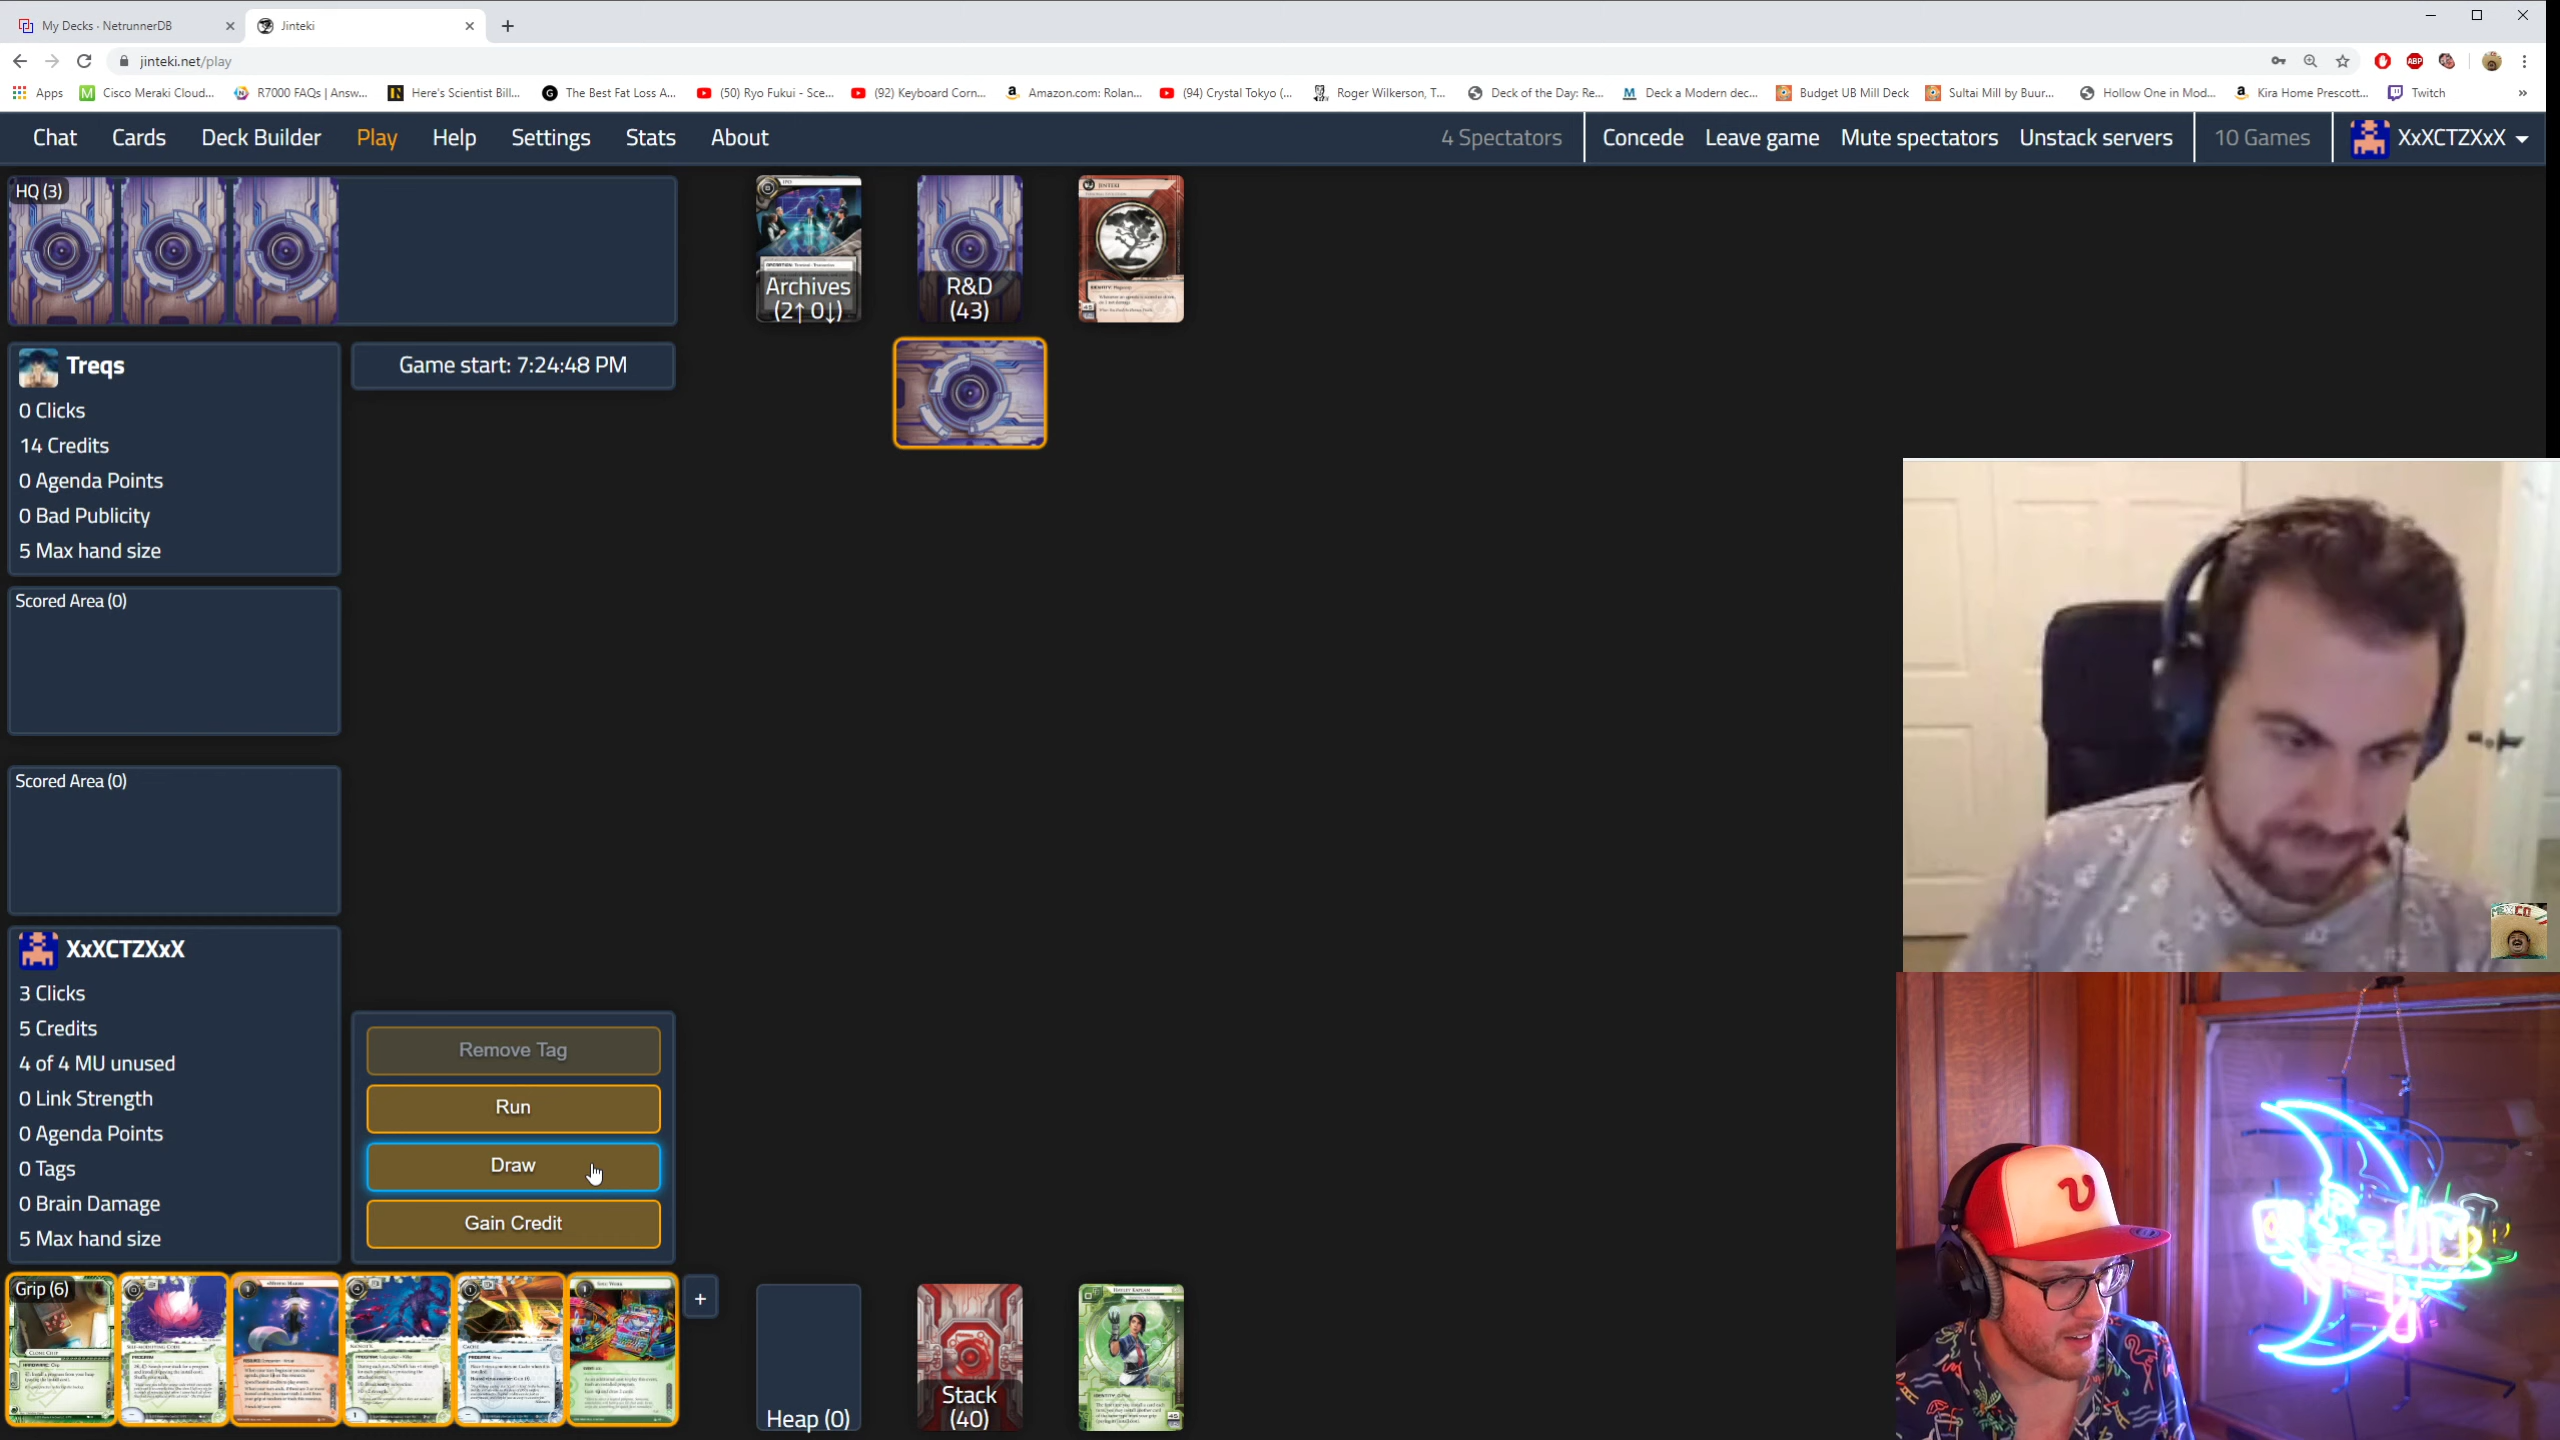 My Decks · NetrunnerDB
Jinteki
jinteki.net/play
Apps
Cisco Meraki Cloud...
R7000 FAQs | Answ...
Here's Scientist Bill...
The Best Fat Loss A...
(50) Ryo Fukui - Sce...
(92) Keyboard Corn...
Amazon.com: Rolan...
(94) Crystal Tokyo (...
Roger Wilkerson, T...
Deck of the Day: Re...
Deck a Modern dec...
Budget UB Mill Deck
Sultai Mill by Buur...
Hollow One in Mod...
Kira Home Prescott...
Twitch
»
Chat
Cards
Deck Builder
Play
Help
Settings
Stats
About
4 Spectators
Concede
Leave game
Mute spectators
Unstack servers
10 Games
XxXCTZXxX
HQ (3)
Archives
(2↑ 0↓)
R&D
(43)
JINTEKI
Treqs
0 Clicks
14 Credits
0 Agenda Points
0 Bad Publicity
5 Max hand size
Game start: 7:24:48 PM
Scored Area (0)
Scored Area (0)
XxXCTZXxX
3 Clicks
5 Credits
4 of 4 MU unused
0 Link Strength
0 Agenda Points
0 Tags
0 Brain Damage
5 Max hand size
Remove Tag
Run
Draw
Gain Credit
Grip (6)
+
Heap (0)
Stack
(40)
ABP